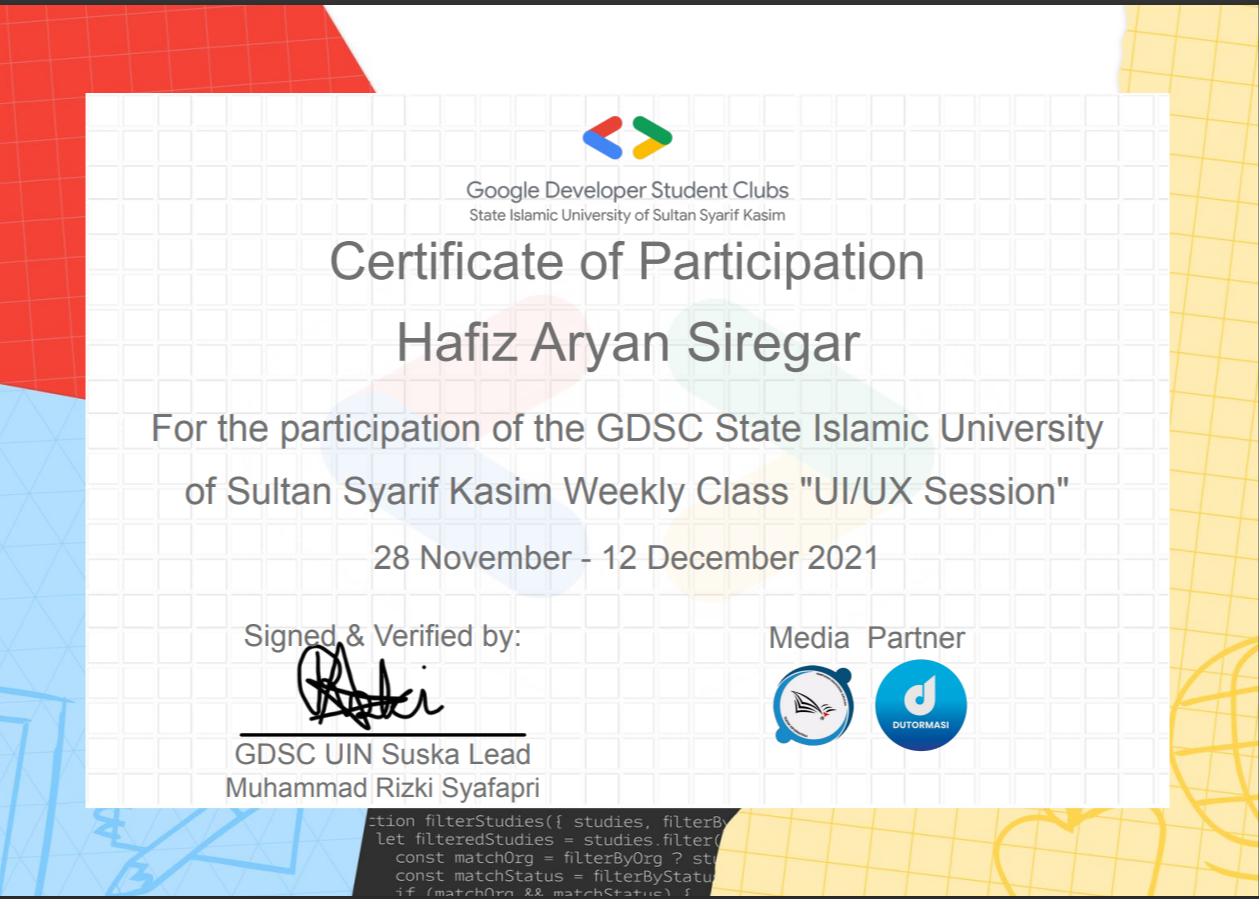 Google Developer Student Clubs
State Islamic University of Sultan Syarif Kasim
Certificate of Participation
Hafiz Aryan Siregar
For the participation of the GDSC State Islamic University
of Sultan Syarif Kasim Weekly Class "UI/UX Session"
28 November - 12 December 2021
Signed & Verified by:
GDSC UIN Suska Lead
Muhammad Rizki Syafapri
Media Partner
DUTORMASI
ction filterStudies({ studies, filterBy
let filteredStudies = studies.filter(
const matchOrg = filterByOrg ? stu
const matchStatus = filterByStatus
if (matchOrg && matchStatus) {